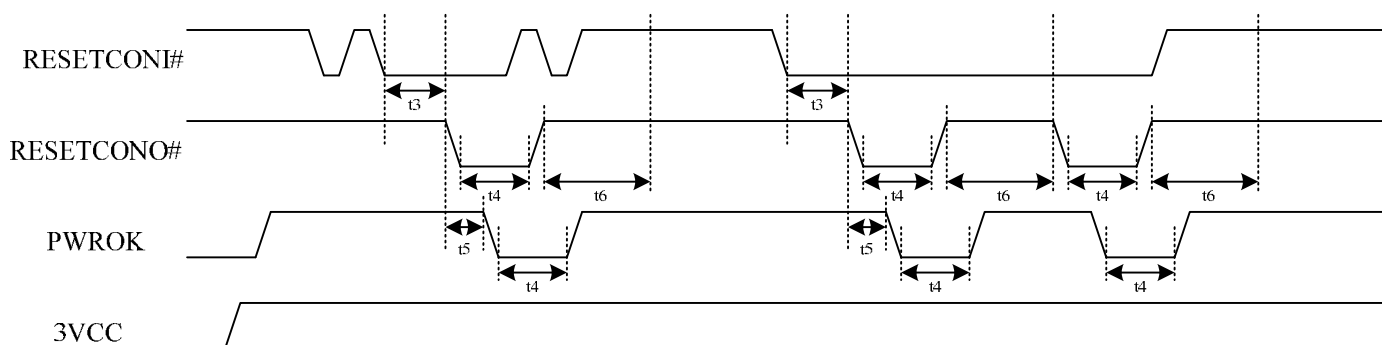 RESETCONI#
t3 t3
RESETCONO#
t4 t6 t4 t6 t4 t6
PWROK
t5 t5
t4 t4 t4
3VCC